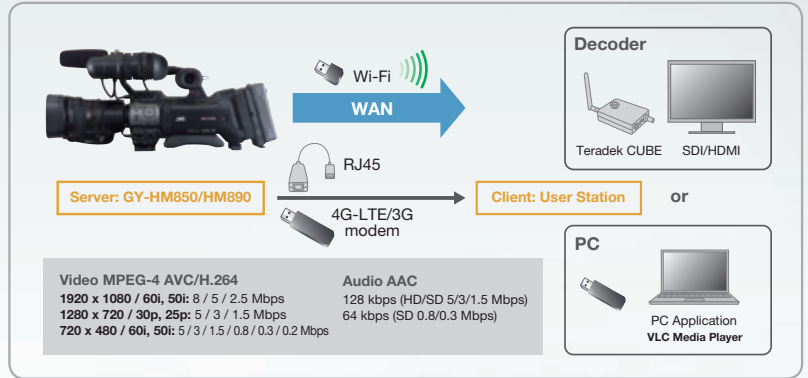 Decoder
Wi-Fi
WAN
Teradek CUBE
SDI/HDMI
RJ45
Server: GY-HM850/HM890
Client: User Station
or
4G-LTE/3G
modem
PC
PC Application
VLC Media Player
Video MPEG-4 AVC/H.264
1920 x 1080 / 60i, 50i: 8 / 5 / 2.5 Mbps
1280 x 720 / 30p, 25p: 5 / 3 / 1.5 Mbps
720 x 480 / 60i, 50i: 5 / 3 / 1.5 / 0.8 / 0.3 / 0.2 Mbps
Audio AAC
128 kbps (HD/SD 5/3/1.5 Mbps)
64 kbps (SD 0.8/0.3 Mbps)